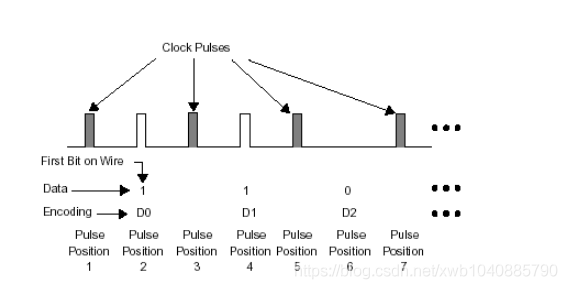 Clock Pulses
First Bit on Wire
Data 1 1 0
Encoding D0 D1 D2
Pulse Pulse Pulse Pulse Pulse Pulse Pulse
Position Position Position Position Position Position Position
1 2 3 4 5 6 7
https://blog.csdn.net/xwb1040885790